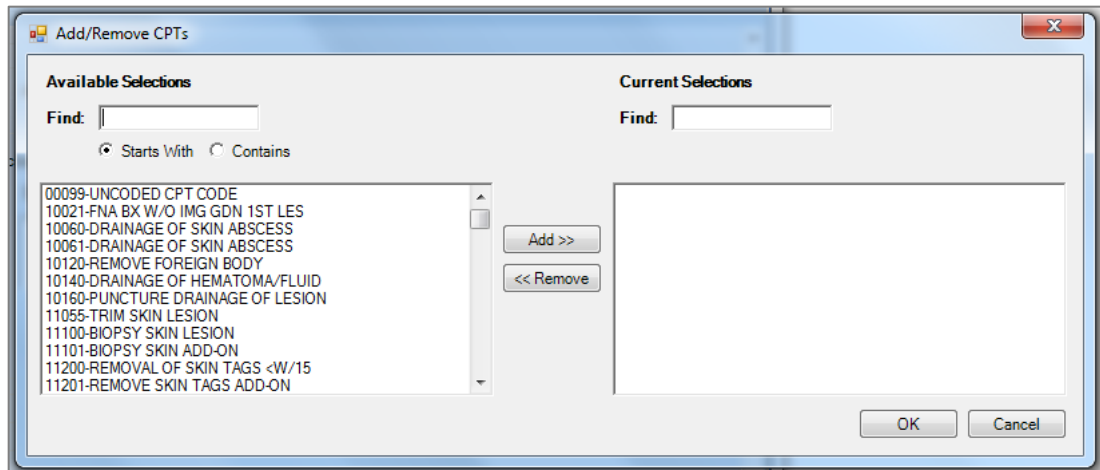 Add/Remove CPTs
Available Selections
Current Selections
Find:
Find:
Starts With
Contains
00099-UNCODED CPT CODE
10021-FNA BX W/O IMG GDN 1ST LES
10060-DRAINAGE OF SKIN ABSCESS
10061-DRAINAGE OF SKIN ABSCESS
10120-REMOVE FOREIGN BODY
10140-DRAINAGE OF HEMATOMA/FLUID
10160-PUNCTURE DRAINAGE OF LESION
11055-TRIM SKIN LESION
11100-BIOPSY SKIN LESION
11101-BIOPSY SKIN ADD-ON
11200-REMOVAL OF SKIN TAGS <W/15
11201-REMOVE SKIN TAGS ADD-ON
Add >>
<< Remove
OK
Cancel